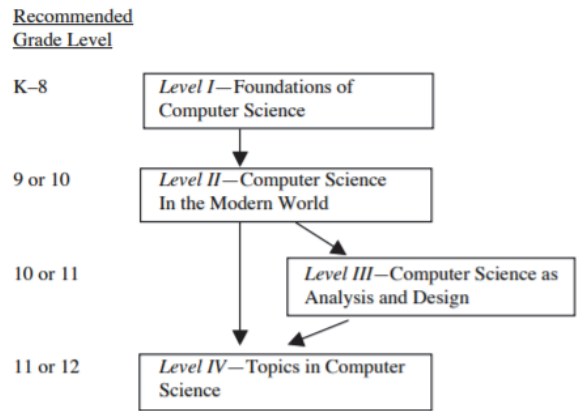 Recommended
Grade Level
K–8
Level I—Foundations of
Computer Science
9 or 10
Level II—Computer Science
In the Modern World
10 or 11
Level III—Computer Science as
Analysis and Design
11 or 12
Level IV—Topics in Computer
Science